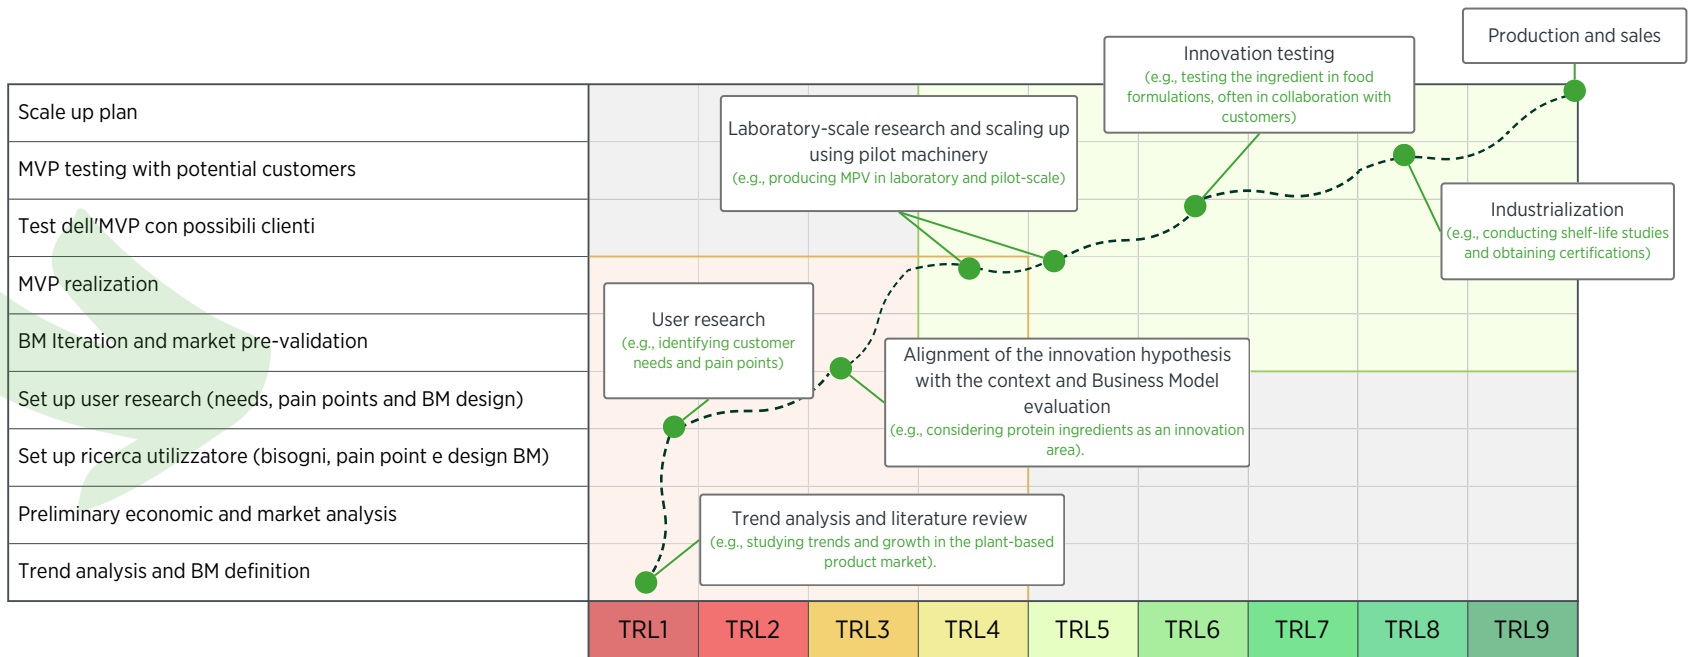 Production and sales
Innovation testing
(e.g., testing the ingredient in food
formulations, often in collaboration with
customers)
Laboratory-scale research and scaling up
using pilot machinery
(e.g., producing MPV in laboratory and pilot-scale)
Industrialization
(e.g., conducting shelf-life studies
and obtaining certifications)
User research
(e.g., identifying customer
needs and pain points)
Alignment of the innovation hypothesis
with the context and Business Model
evaluation
(e.g., considering protein ingredients as an innovation
area).
Trend analysis and literature review
(e.g., studying trends and growth in the plant-based
product market).
Scale up plan
MVP testing with potential customers
Test dell'MVP con possibili clienti
MVP realization
BM Iteration and market pre-validation
Set up user research (needs, pain points and BM design)
Set up ricerca utilizzatore (bisogni, pain point e design BM)
Preliminary economic and market analysis
Trend analysis and BM definition
TRL1
TRL2
TRL3
TRL4
TRL5
TRL6
TRL7
TRL8
TRL9